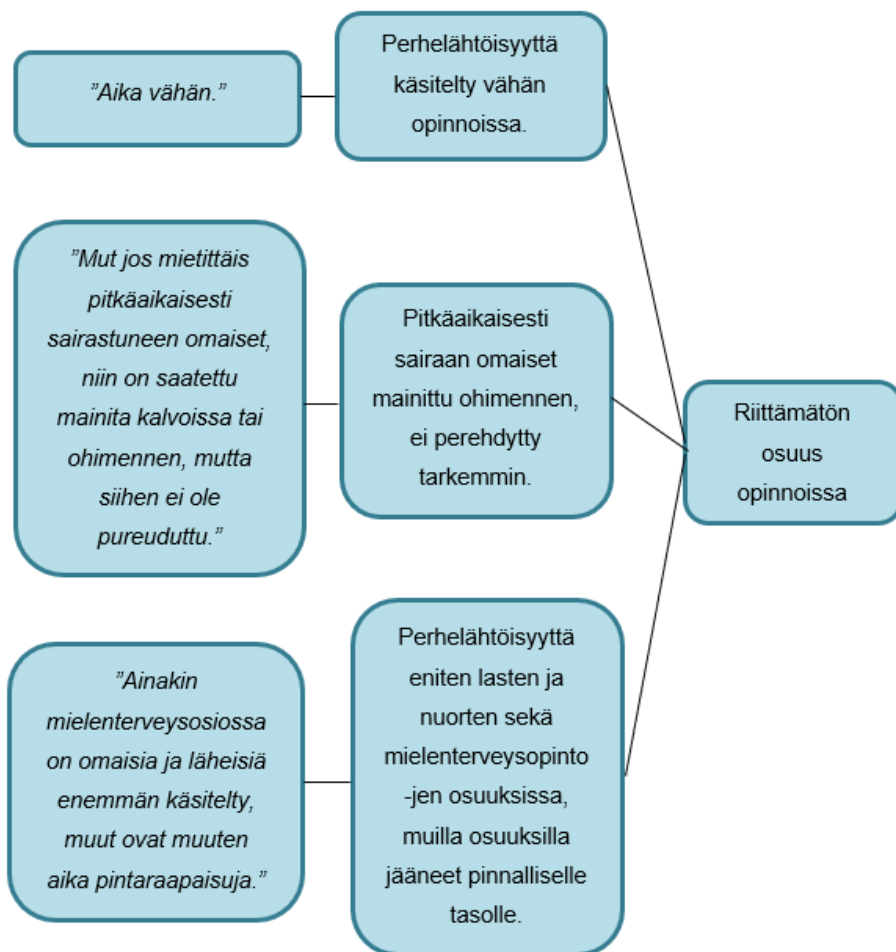 "Aika vähän."
Perhelähtöisyyttä
käsitelty vähän
opinnoissa.
"Mut jos mietittäis
pitkäaikaisesti
sairastuneen omaiset,
niin on saatettu
mainita kalvoissa tai
ohimennen, mutta
siihen ei ole
pureuduttu."
Pitkäaikaisesti
sairaan omaiset
mainittu ohimennen,
ei perehdytty
tarkemmin.
Riittämätön
osuus
opinnoissa
"Ainakin
mielenterveysosiossa
on omaisia ja läheisiä
enemmän käsitelty,
muut ovat muuten
aika pintaraapaisuja."
Perhelähtöisyyttä
eniten lasten ja
nuorten sekä
mielenterveysopinto
-jen osuuksissa,
muilla osuuksilla
jääneet pinnalliselle
tasolle.